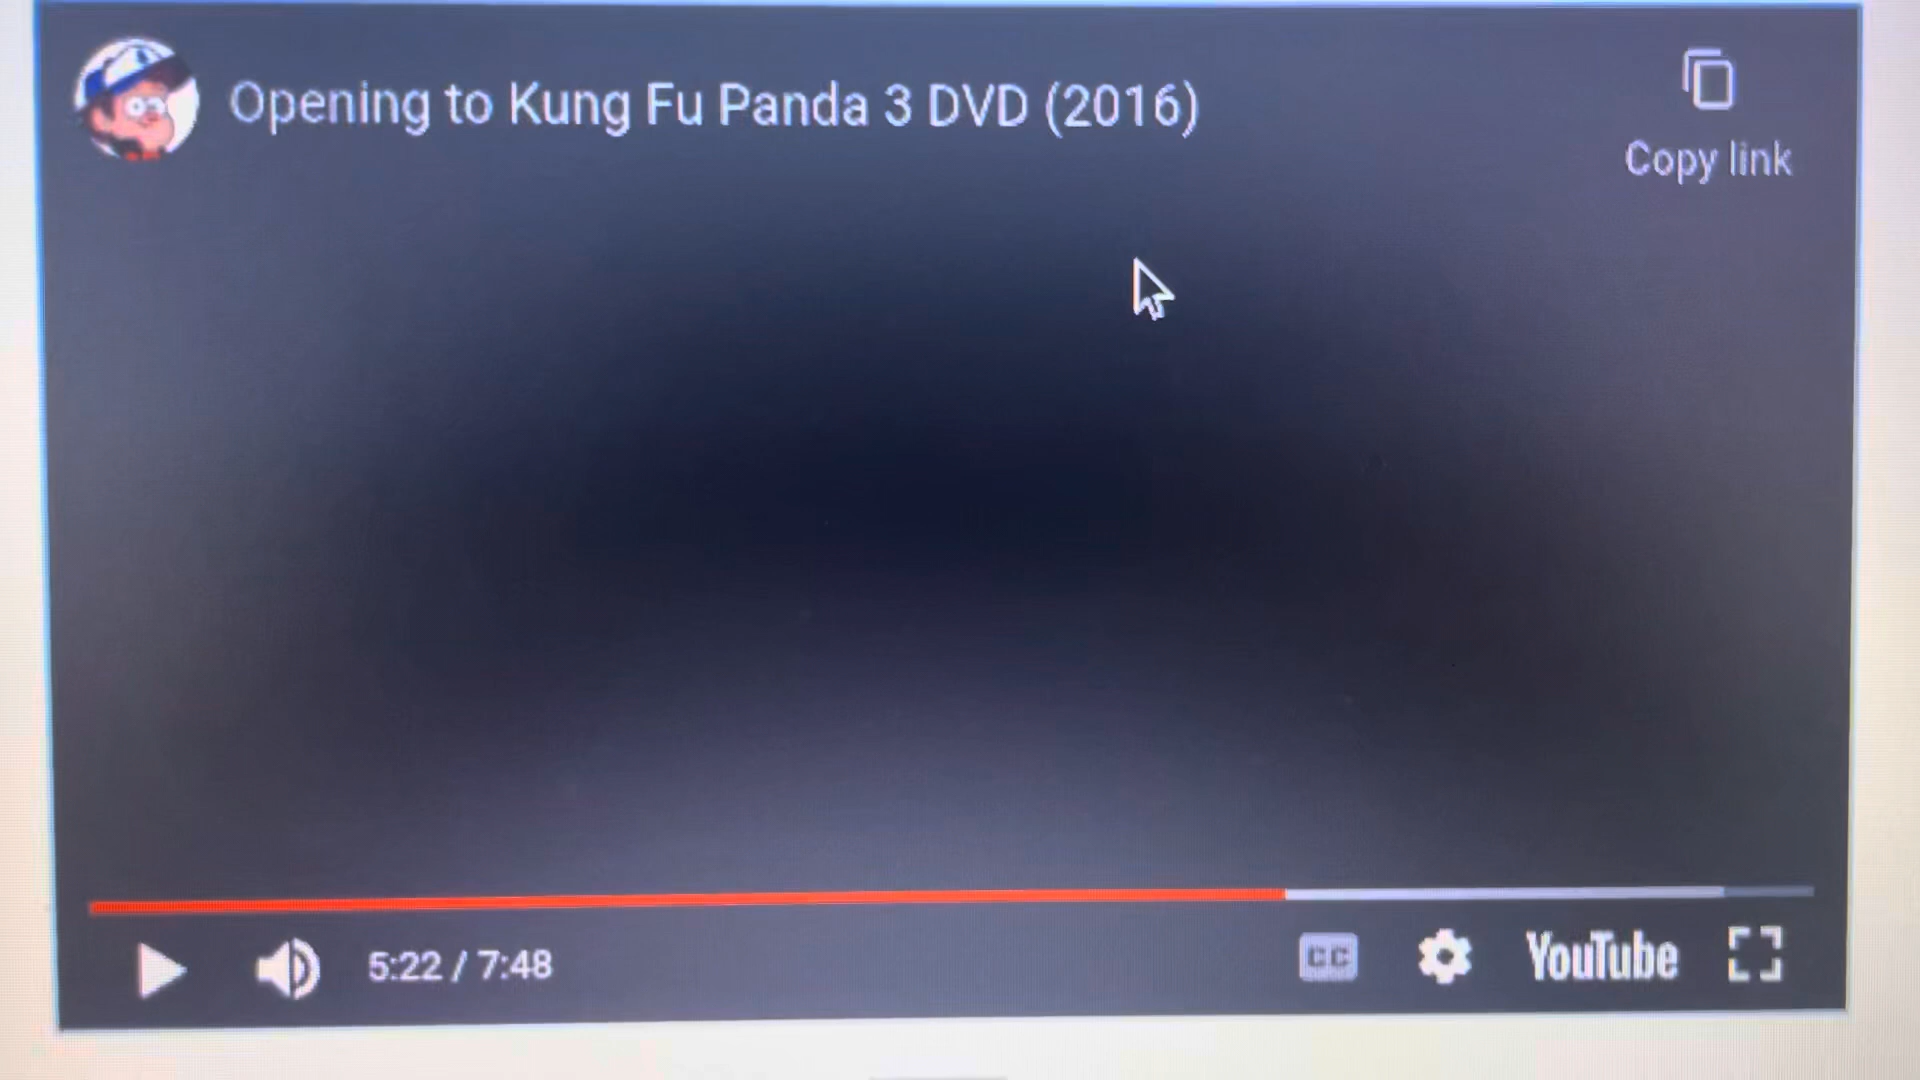 Opening to Kung Fu Panda 3 DVD (2016)
Copy link
5:22 / 7:48
CC
YouTube